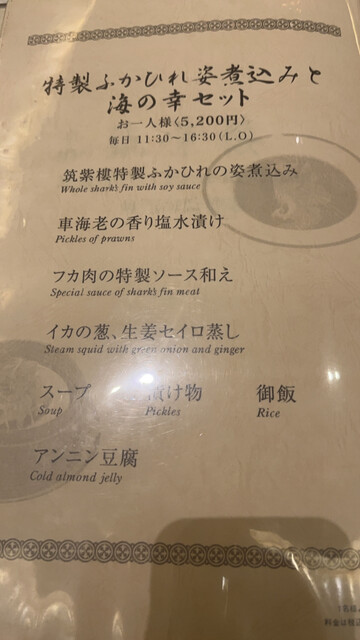 特製ふかひれ姿煮込みと
海の幸セット
お一人様〈5,200円〉
毎日 11:30〜16:30(L.O)
筑紫樓特製ふかひれの姿煮込み
Whole shark's fin with soy sauce
車海老の香り塩水漬け
Pickles of prawns
フカ肉の特製ソース和え
Special sauce of shark's fin meat
イカの葱、生姜セイロ蒸し
Steam squid with green onion and ginger
スープ 漬け物 御飯
Soup Pickles Rice
アンニン豆腐
Cold almond jelly